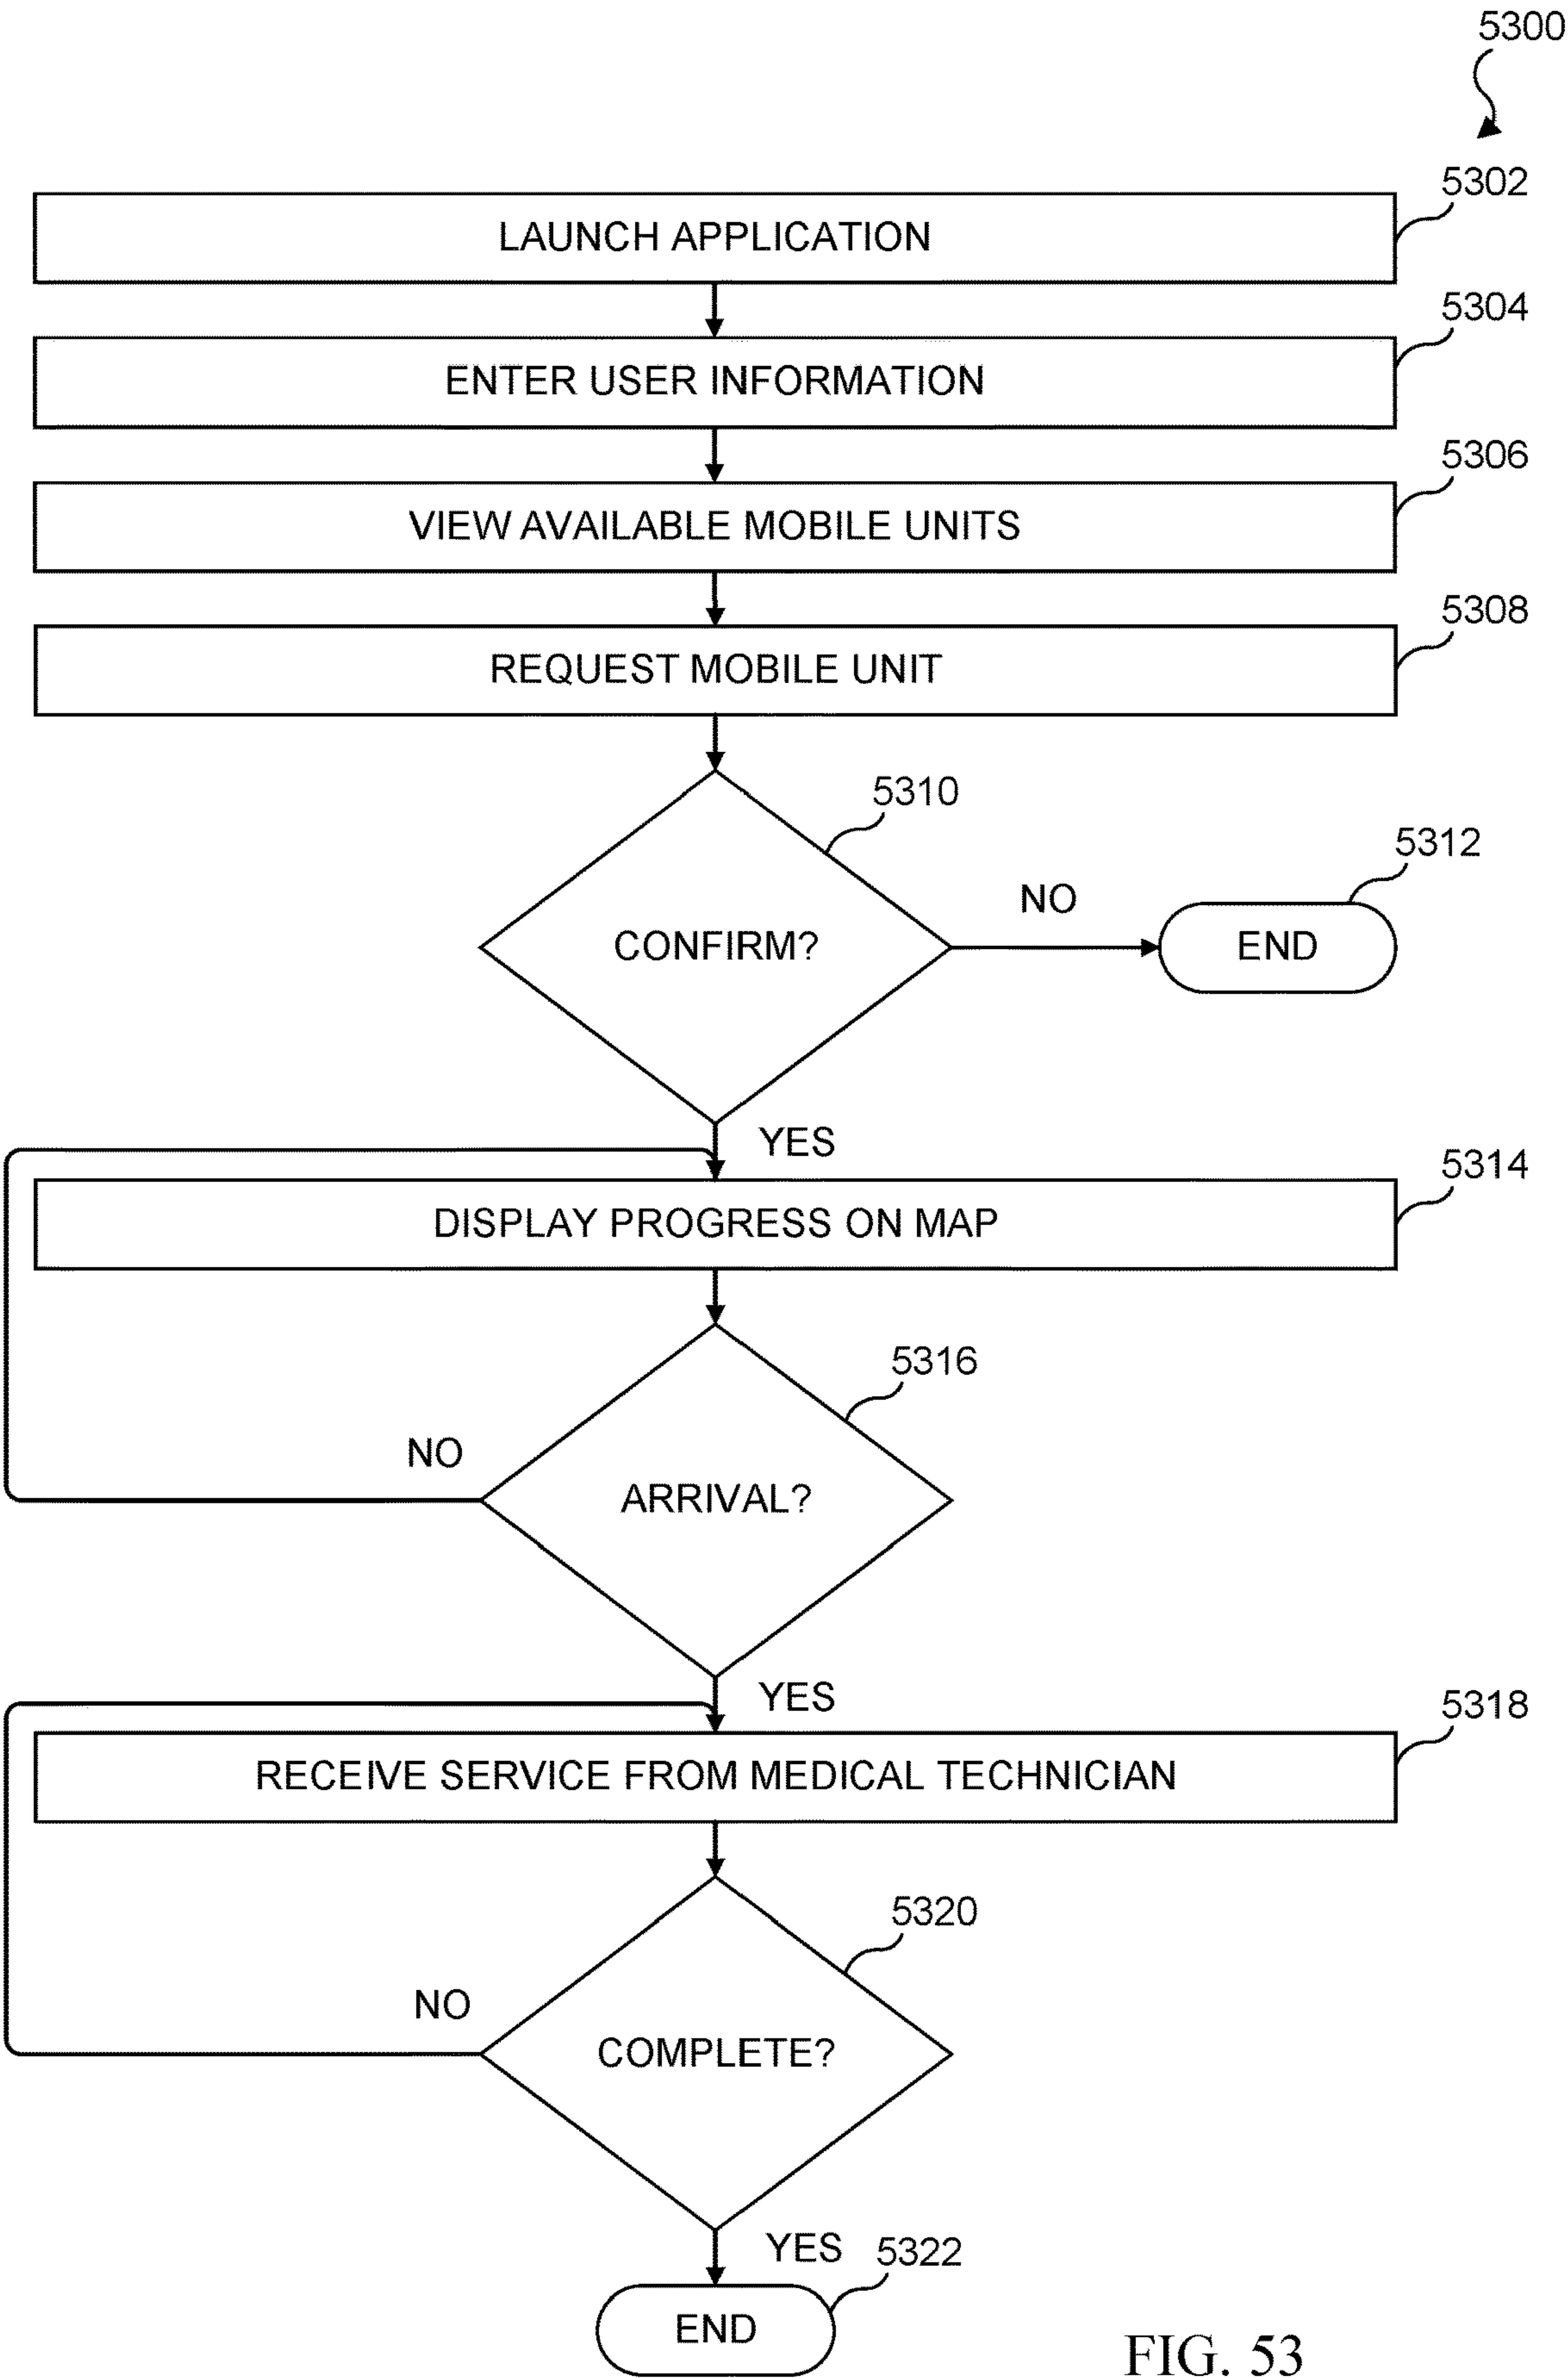 5300
5302
LAUNCH APPLICATION
5304
ENTER USER INFORMATION
5306
VIEW AVAILABLE MOBILE UNITS
5308
REQUEST MOBILE UNIT
5310
5312
NO
CONFIRM?
END
YES
5314
DISPLAY PROGRESS ON MAP
5316
NO
ARRIVAL?
YES
5318
RECEIVE SERVICE FROM MEDICAL TECHNICIAN
5320
NO
COMPLETE?
YES
5322
END
FIG. 53